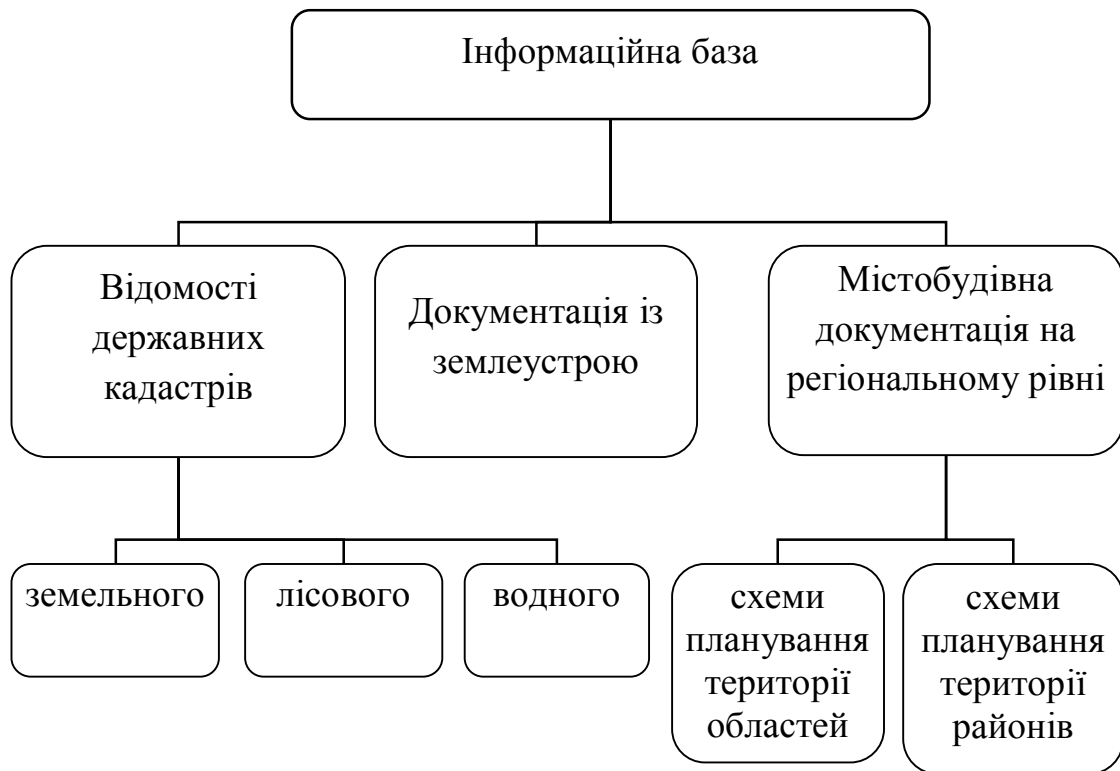 Інформаційна база
Відомості
державних
кадастрів
Документація із
землеустрою
Містобудівна
документація на
регіональному рівні
земельного
лісового
водного
схеми
планування
території
областей
схеми
планування
території
районів